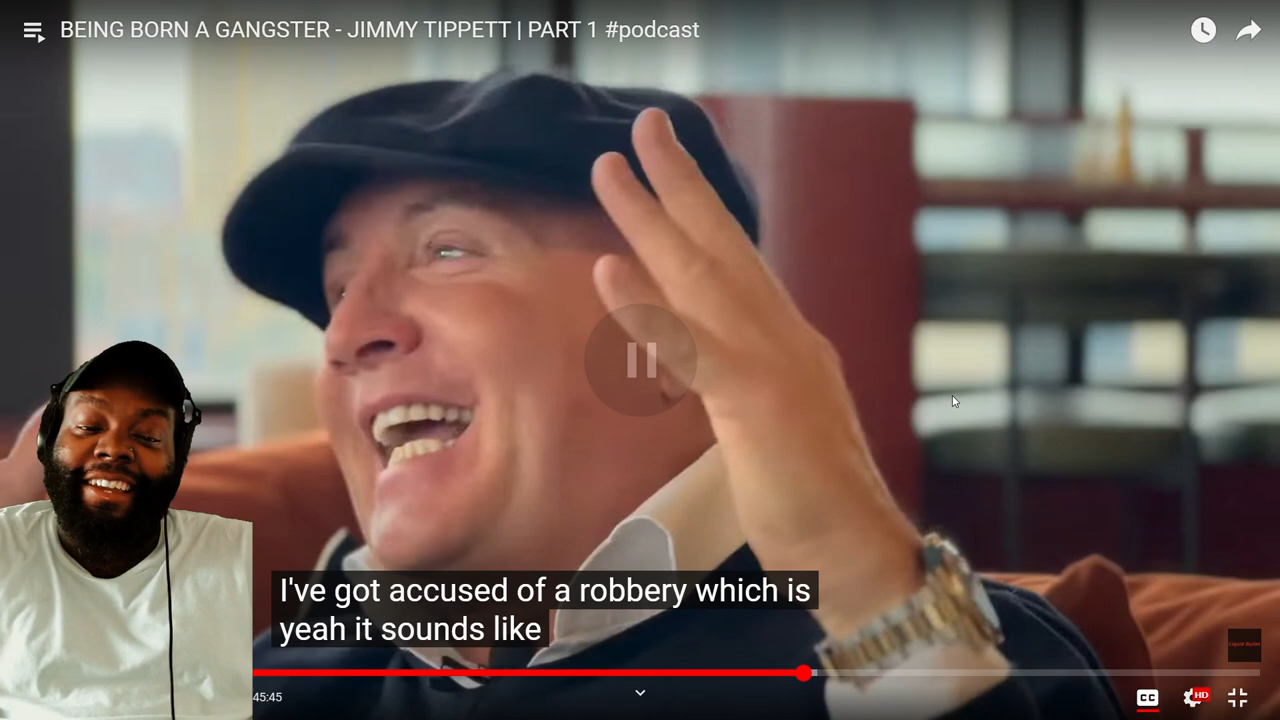 BEING BORN A GANGSTER - JIMMY TIPPETT | PART 1 #podcast
I've got accused of a robbery which is
yeah it sounds like
45:45
CC
HD